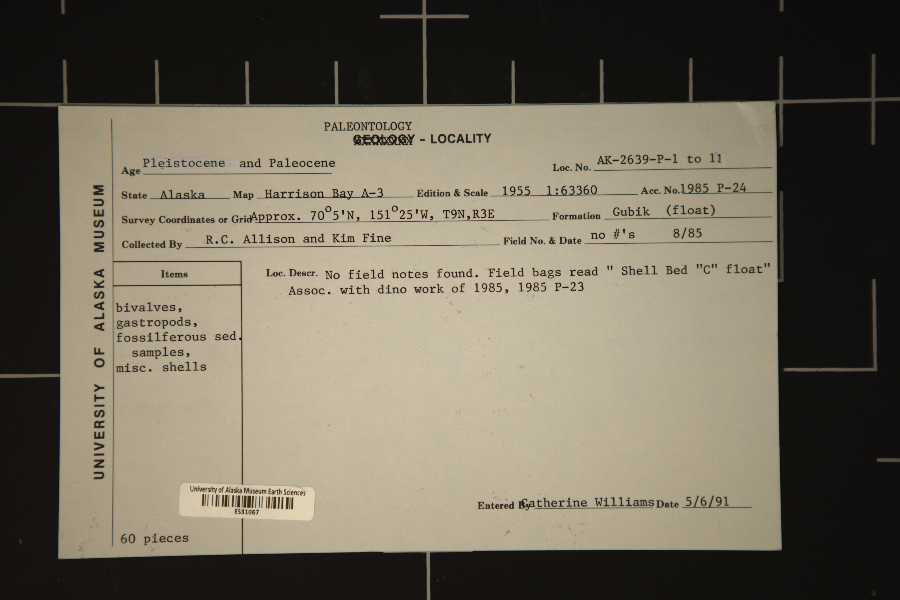 PALEONTOLOGY
GEOLOGY - LOCALITY
Age Pleistocene and Paleocene
Loc. No. AK-2639-P-1 to 11
State Alaska Map Harrison Bay A-3 Edition & Scale 1955 1:63360 Acc. No. 1985 P-24
Survey Coordinates or Grid Approx. 70°5'N, 151°25'W, T9N,R3E Formation Gubik (float)
Collected By R.C. Allison and Kim Fine Field No. & Date no #'s 8/85
UNIVERSITY OF ALASKA MUSEUM
Items
bivalves,
gastropods,
fossilferous sed.
samples,
misc. shells
60 pieces
Loc. Descr. No field notes found. Field bags read " Shell Bed "C" float"
Assoc. with dino work of 1985, 1985 P-23
University of Alaska Museum Earth Sciences
ES31067
Entered By Catherine Williams Date 5/6/91